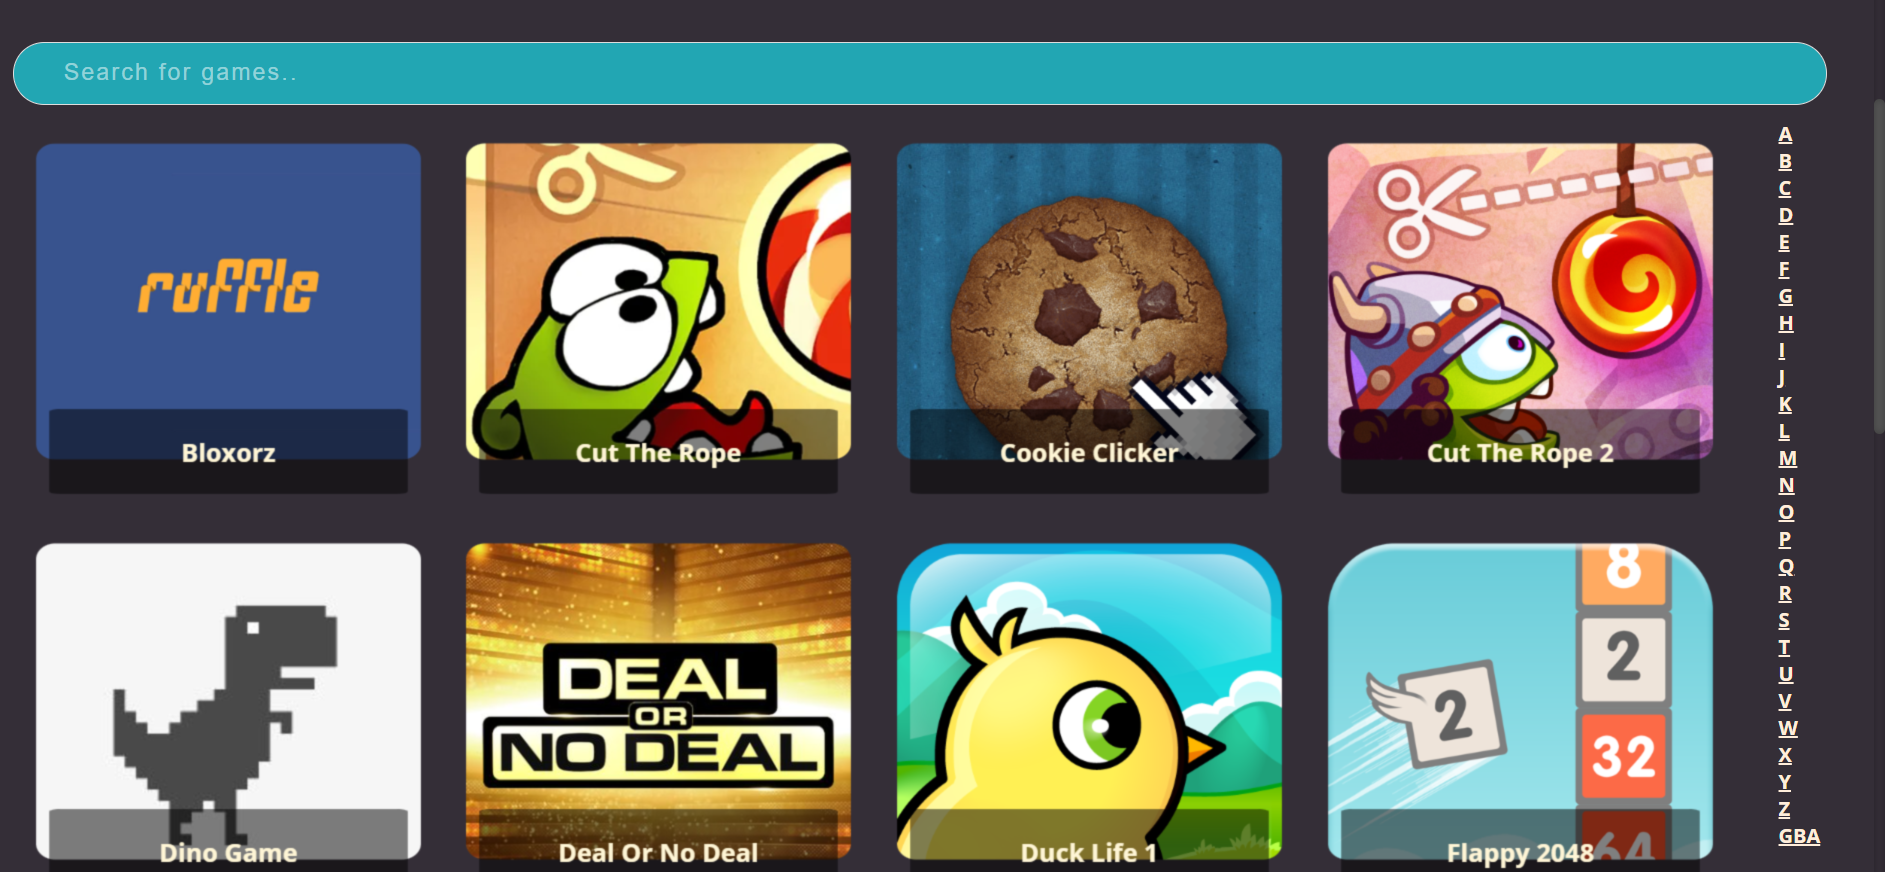 Search for games..
ruffle
Bloxorz
Cut The Rope
Cookie Clicker
Cut The Rope 2
DEAL
OR
NO DEAL
8
2
2
32
64
Dino Game
Deal Or No Deal
Duck Life 1
Flappy 2048
A
B
C
D
E
F
G
H
I
J
K
L
M
N
O
P
Q
R
S
T
U
V
W
X
Y
Z
GBA